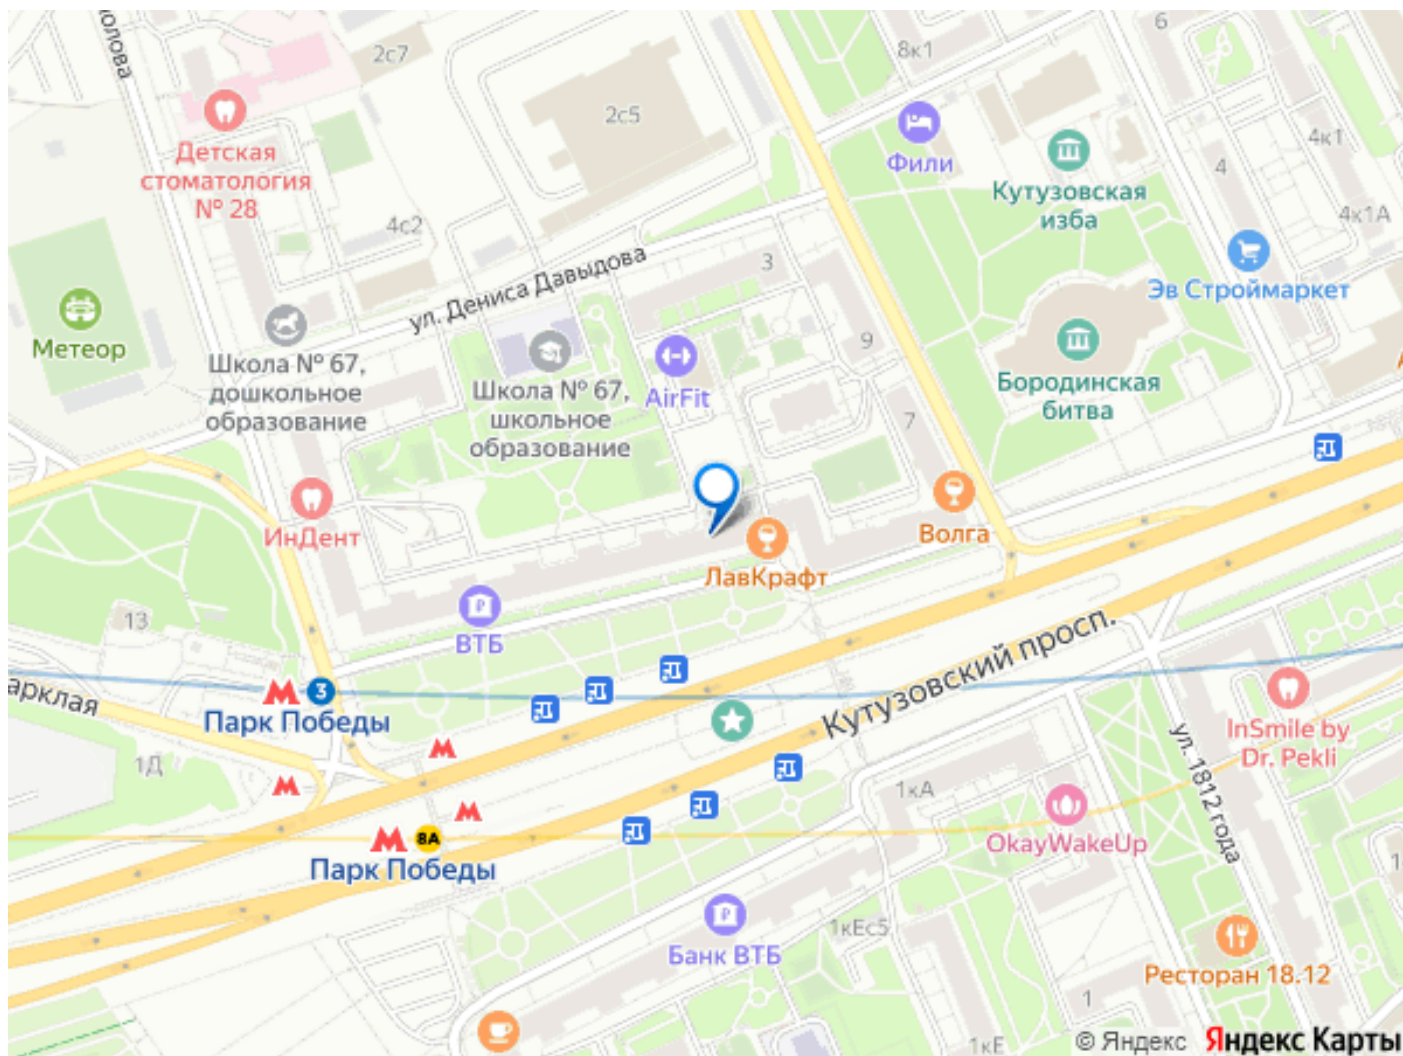 2с7
8к1
6
2с5
4к1
Детская
стоматология
№ 28
Фили
Кутузовская
изба
4
4к1А
4с2
ул. Дениса Давыдова
3
Эв Строймаркет
Метеор
9
Школа № 67,
дошкольное
образование
Школа № 67,
школьное
образование
AirFit
Бородинская
битва
7
ИнДент
Волга
ЛавКрафт
13
ВТБ
Кутузовский просп.
арклая
3
Парк Победы
InSmile by
Dr. Pekli
ул. 1812 года
1Д
1кА
8А
Парк Победы
OkayWakeUp
1кЕс5
Банк ВТБ
Ресторан 18.12
1
1кЕ
© Яндекс Яндекс Карты